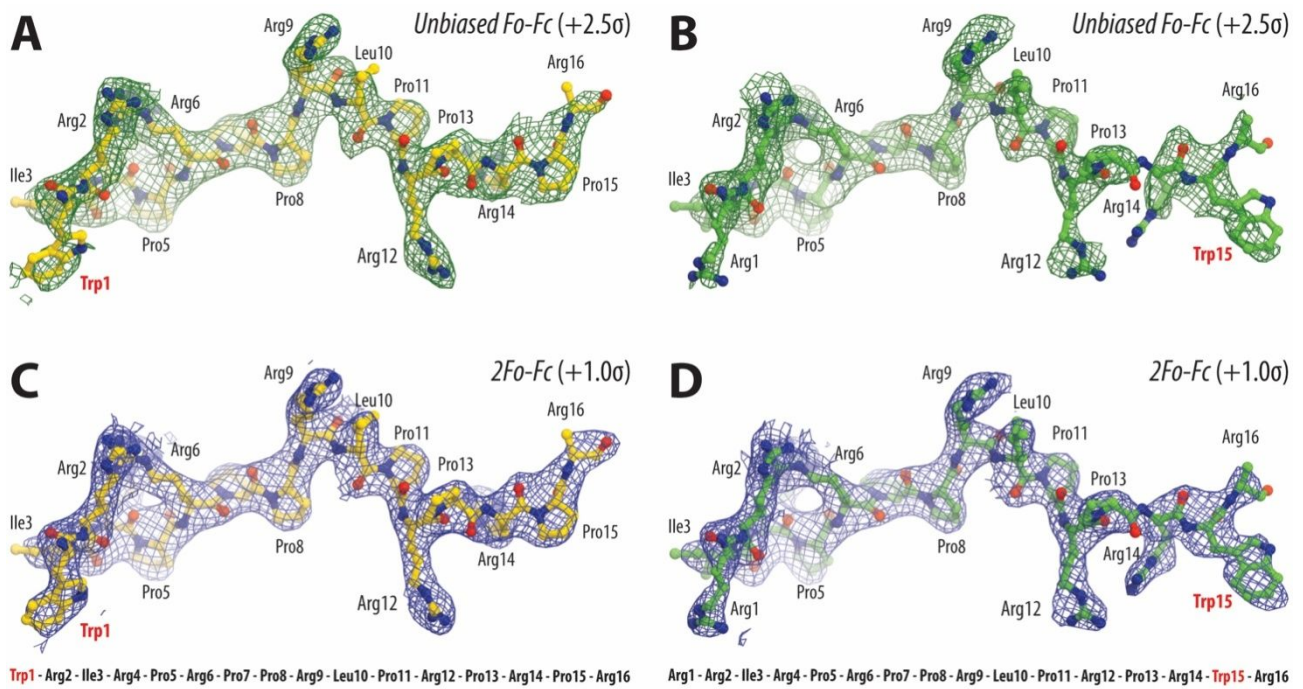 A
Unbiased Fo-Fc (+2.5σ)
Arg9
Leu10
Arg16
Arg2
Arg6
Pro11
Pro13
Ile3
Pro8
Pro15
Arg14
Pro5
Arg12
Trp1
B
Unbiased Fo-Fc (+2.5σ)
Arg9
Leu10
Arg16
Pro11
Arg2
Arg6
Pro13
Ile3
Pro8
Arg14
Pro5
Arg12
Trp15
Arg1
C
2Fo-Fc (+1.0σ)
Arg9
Leu10
Arg16
Arg6
Pro11
Arg2
Pro13
Ile3
Pro15
Pro8
Arg14
Pro5
Arg12
Trp1
Trp1 - Arg2 - Ile3 - Arg4 - Pro5 - Arg6 - Pro7 - Pro8 - Arg9 - Leu10 - Pro11 - Arg12 - Pro13 - Arg14 - Pro15 - Arg16
D
2Fo-Fc (+1.0σ)
Arg9
Leu10
Pro11
Arg16
Arg2
Arg6
Pro13
Ile3
Pro8
Arg14
Pro5
Trp15
Arg1
Arg12
Arg1 - Arg2 - Ile3 - Arg4 - Pro5 - Arg6 - Pro7 - Pro8 - Arg9 - Leu10 - Pro11 - Arg12 - Pro13 - Arg14 - Trp15 - Arg16